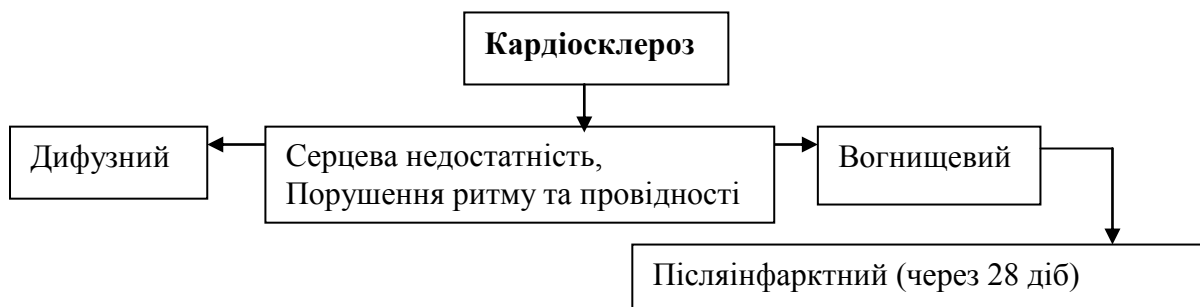 Кардіосклероз
Дифузний
Серцева недостатність,
Порушення ритму та провідності
Вогнищевий
Післяінфарктний (через 28 діб)